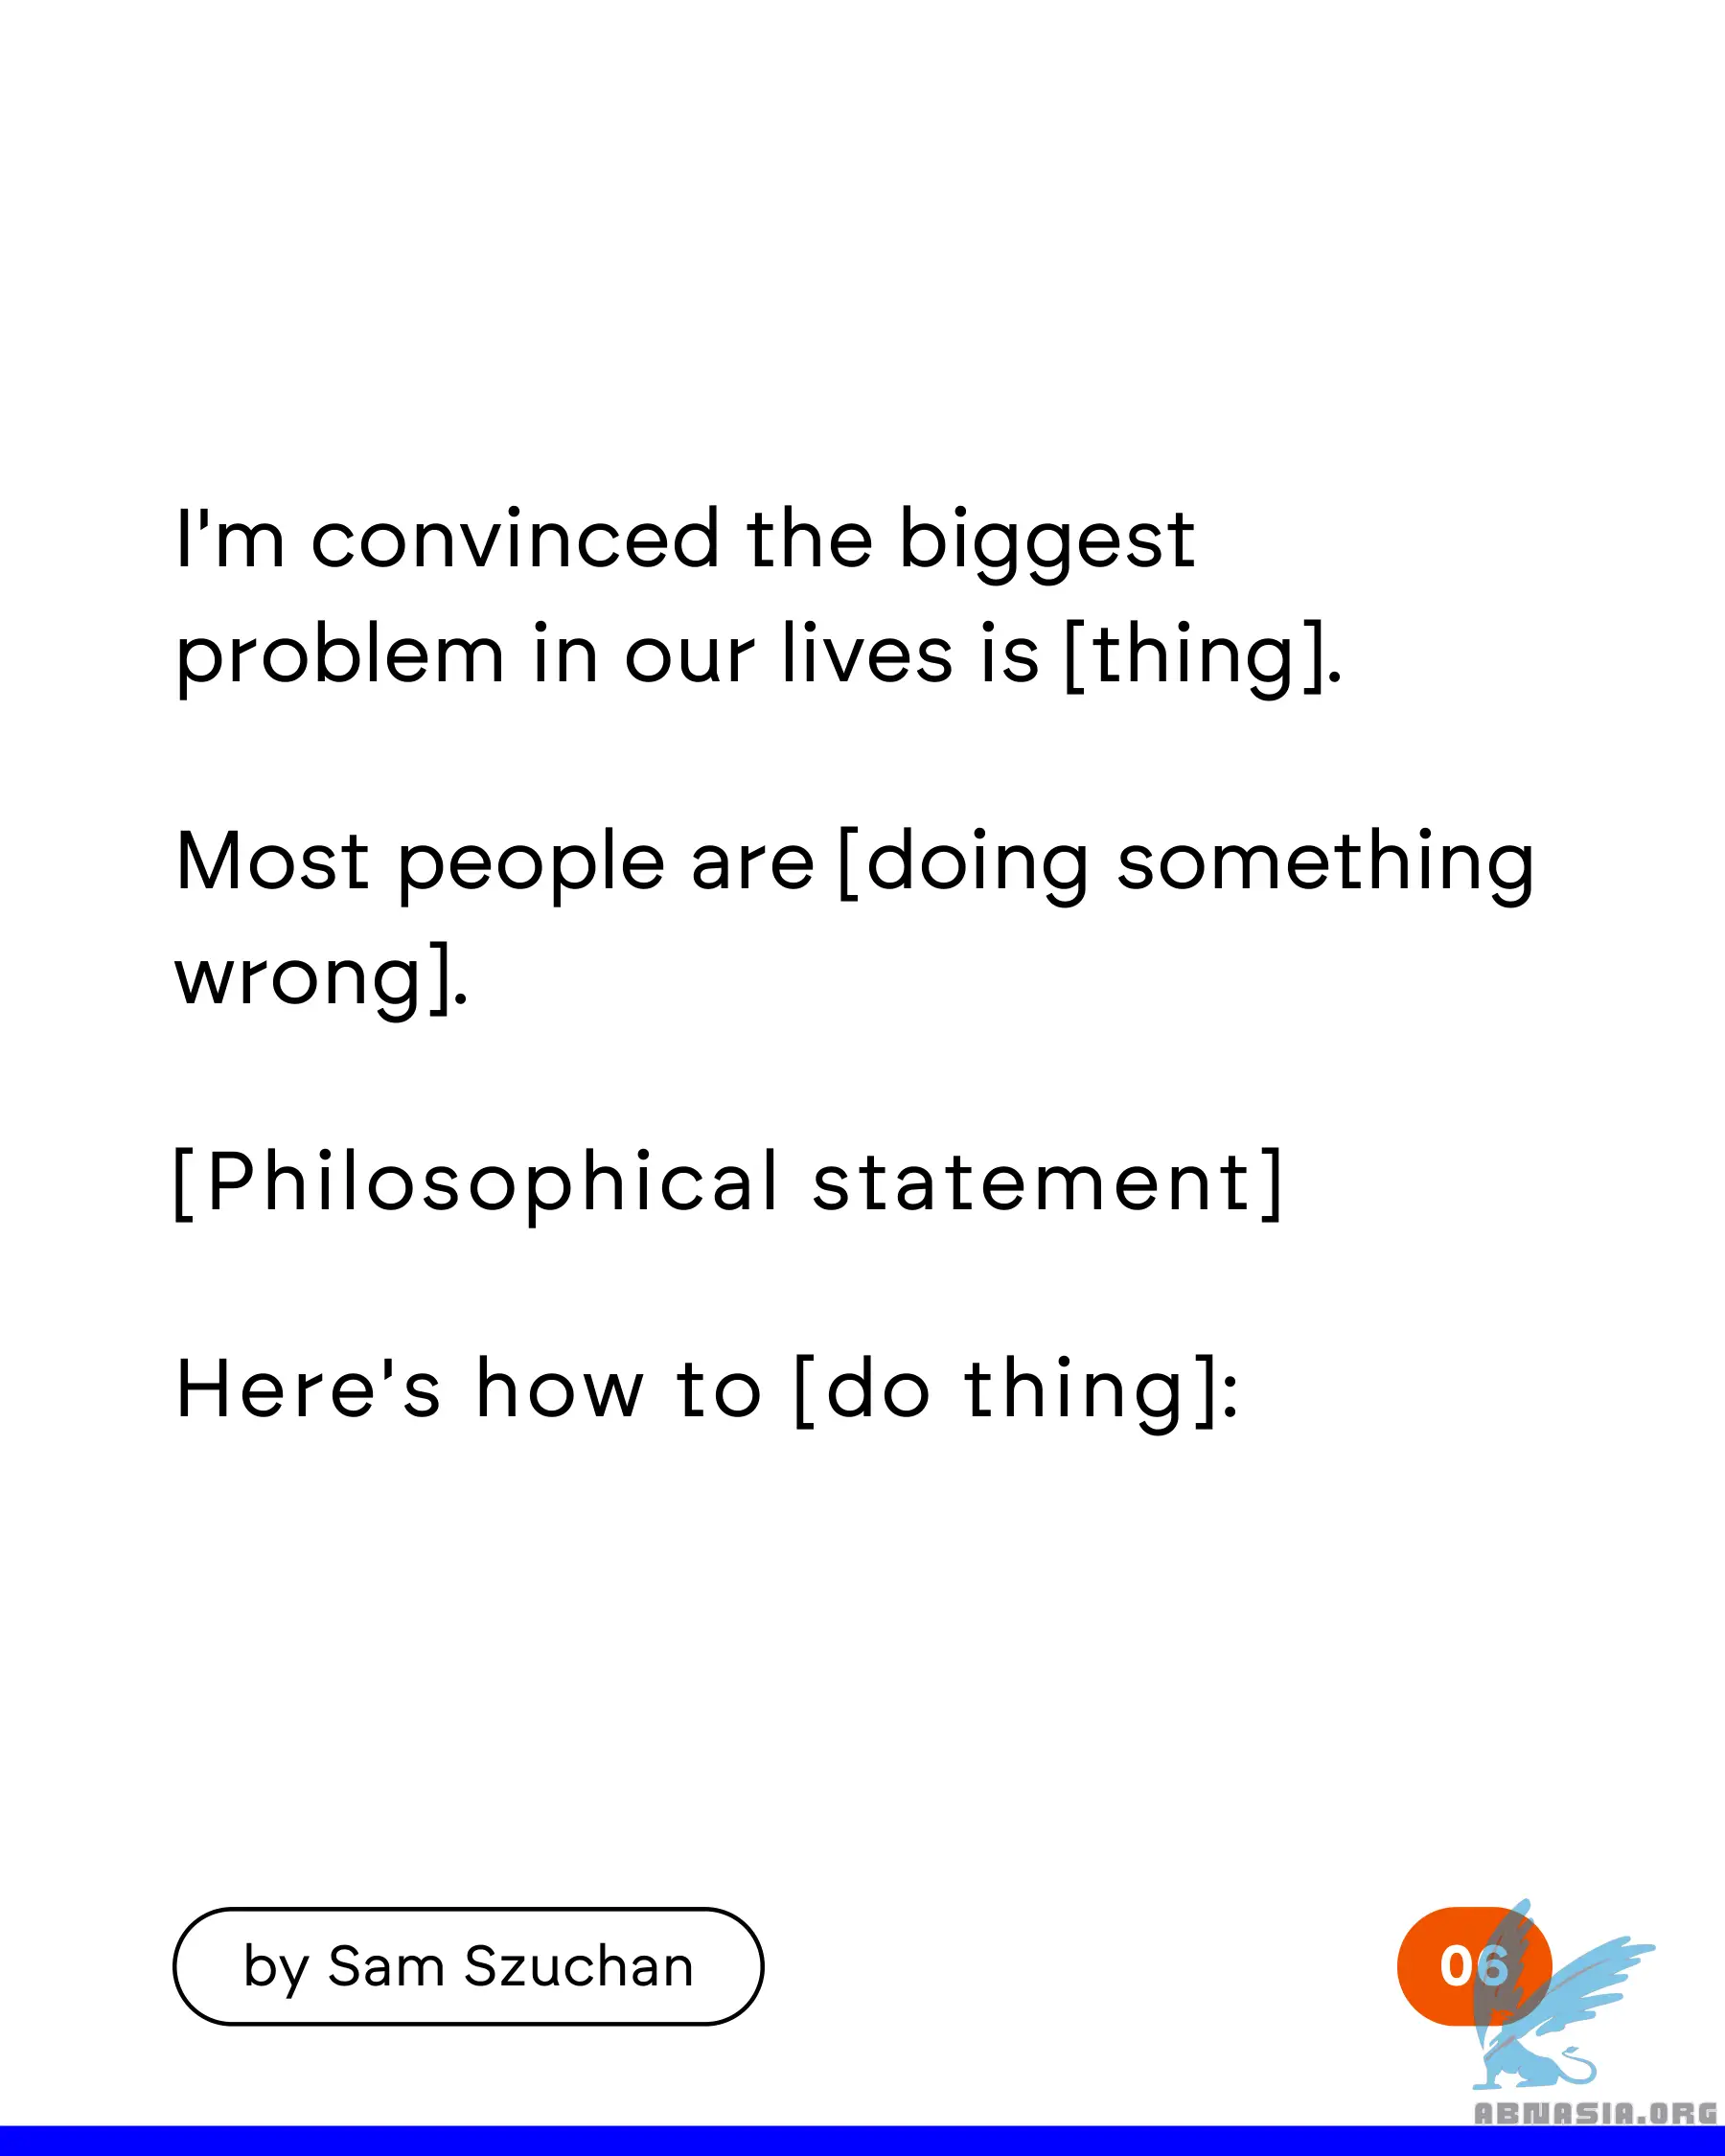 I'm convinced the biggest
problem in our lives is [thing].
Most people are [doing something
wrong].
[Philosophical statement]
Here's how to [do thing]:
by Sam Szuchan
06
ABNASIA.ORG